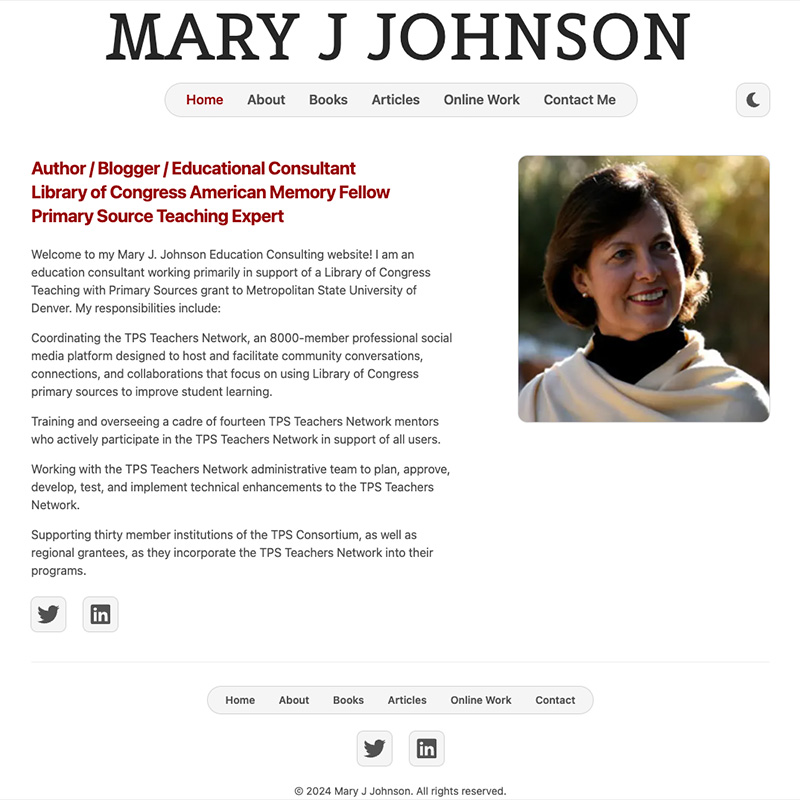 MARY J JOHNSON
Home About Books Articles Online Work Contact Me
Author / Blogger / Educational Consultant
Library of Congress American Memory Fellow
Primary Source Teaching Expert
Welcome to my Mary J. Johnson Education Consulting website! I am an
education consultant working primarily in support of a Library of Congress
Teaching with Primary Sources grant to Metropolitan State University of
Denver. My responsibilities include:
Coordinating the TPS Teachers Network, an 8000-member professional social
media platform designed to host and facilitate community conversations,
connections, and collaborations that focus on using Library of Congress
primary sources to improve student learning.
Training and overseeing a cadre of fourteen TPS Teachers Network mentors
who actively participate in the TPS Teachers Network in support of all users.
Working with the TPS Teachers Network administrative team to plan, approve,
develop, test, and implement technical enhancements to the TPS Teachers
Network.
Supporting thirty member institutions of the TPS Consortium, as well as
regional grantees, as they incorporate the TPS Teachers Network into their
programs.
in
Home About Books Articles Online Work Contact
in
© 2024 Mary J Johnson. All rights reserved.